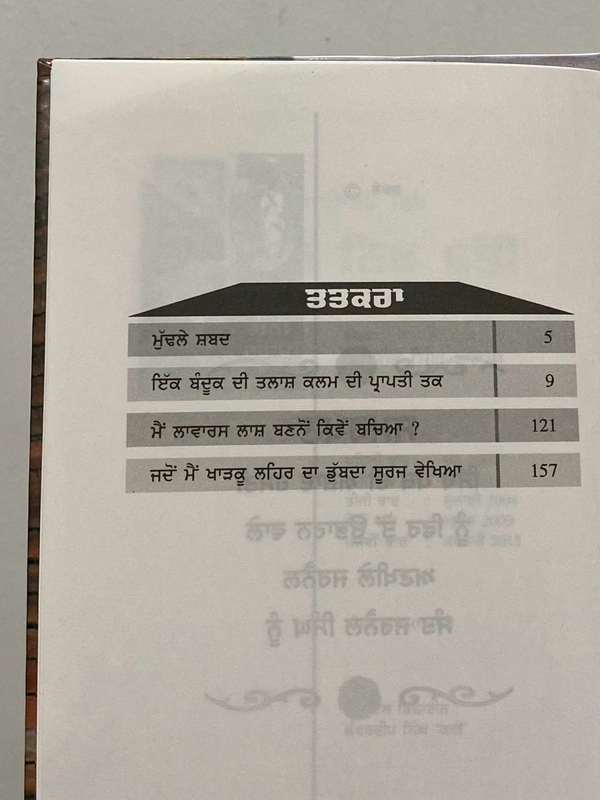 ਤਤਕਰਾ
ਮੁੱਢਲੇ ਸ਼ਬਦ 5
ਇੱਕ ਬੰਦੂਕ ਦੀ ਤਲਾਸ਼ ਕਲਮ ਦੀ ਪ੍ਰਾਪਤੀ ਤਕ 9
ਮੈਂ ਲਾਵਾਰਸ ਲਾਸ਼ ਬਣਨੋਂ ਕਿਵੇਂ ਬਚਿਆ ? 121
ਜਦੋਂ ਮੈਂ ਖਾੜਕੂ ਲਹਿਰ ਦਾ ਡੁੱਬਦਾ ਸੂਰਜ ਵੇਖਿਆ 157